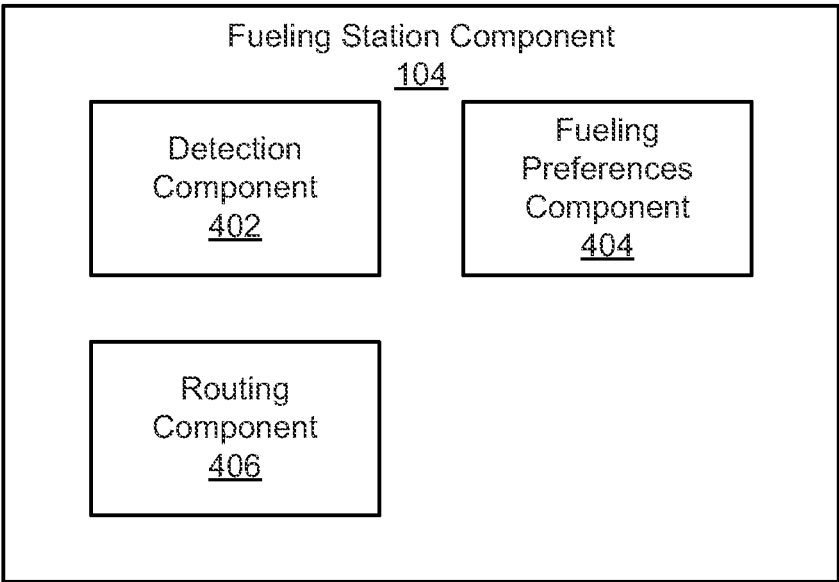 Fueling Station Component
104
Detection
Component
402
Fueling
Preferences
Component
404
Routing
Component
406